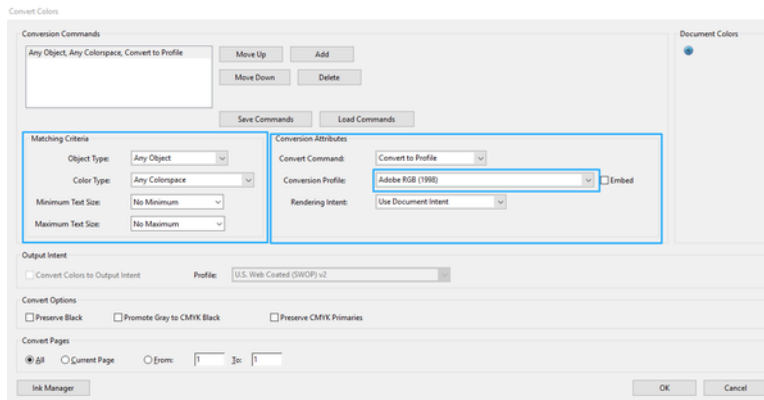 Convert Colors
Conversion Commands
Document Colors
Any Object, Any Colorspace, Convert to Profile
Move Up
Add
Move Down
Delete
Save Commands
Load Commands
Matching Criteria
Conversion Attributes
Object Type: Any Object
Convert Command: Convert to Profile
Color Type: Any Colorspace
Conversion Profile: Adobe RGB (1998)
Embed
Minimum Text Size: No Minimum
Rendering Intent: Use Document Intent
Maximum Text Size: No Maximum
Output Intent
Convert Colors to Output Intent
Profile: U.S. Web Coated (SWOP) v2
Convert Options
Preserve Black
Promote Gray to CMYK Black
Preserve CMYK Primaries
Convert Pages
All
Current Page
From: 1 To: 1
Ink Manager
OK
Cancel